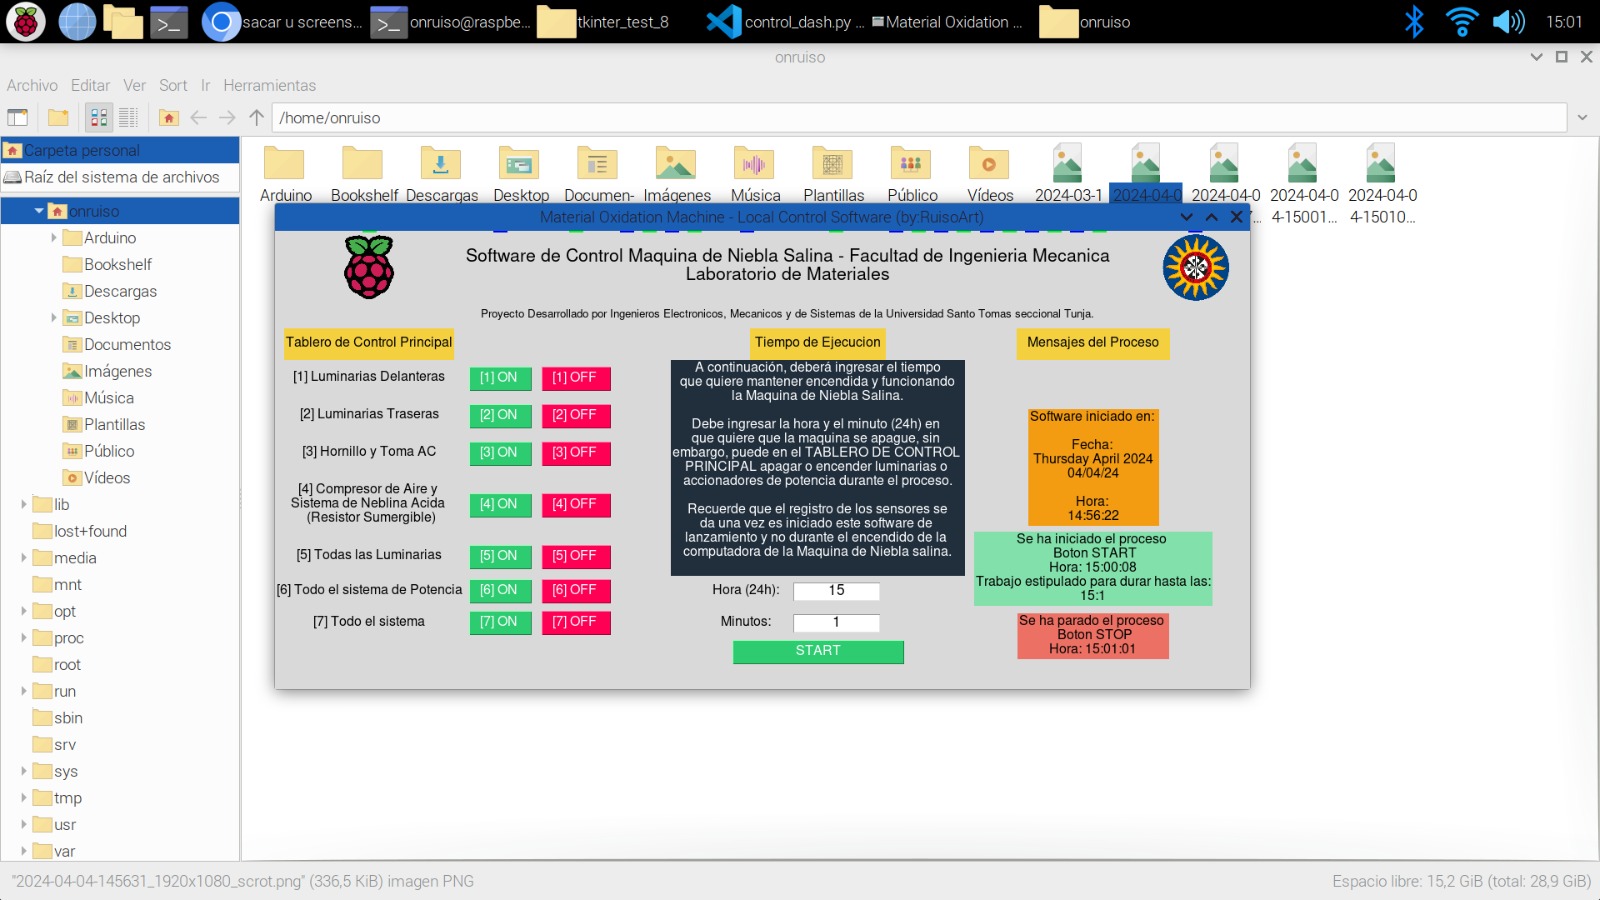 sacar u screens...
onruiso@raspbe...
tkinter_test_8
control_dash.py ...
Material Oxidation ...
onruiso
15:01
onruiso
Archivo
Editar
Ver
Sort
Ir
Herramientas
/home/onruiso
Carpeta personal
Raíz del sistema de archivos
onruiso
Arduino
Bookshelf
Descargas
Desktop
Documentos
Imágenes
Música
Plantillas
Público
Vídeos
lib
lost+found
media
mnt
opt
proc
root
run
sbin
srv
sys
tmp
usr
var
Arduino
Bookshelf
Descargas
Desktop
Documen-
Imágenes
Música
Plantillas
Público
Vídeos
2024-03-1
2024-04-0
2024-04-0
2024-04-0
4-15001...
2024-04-0
4-15010...
Material Oxidation Machine - Local Control Software (by:RuisoArt)
Software de Control Maquina de Niebla Salina - Facultad de Ingenieria Mecanica
Laboratorio de Materiales
Proyecto Desarrollado por Ingenieros Electronicos, Mecanicos y de Sistemas de la Universidad Santo Tomas seccional Tunja.
Tablero de Control Principal
[1] Luminarias Delanteras
[1] ON
[1] OFF
[2] Luminarias Traseras
[2] ON
[2] OFF
[3] Hornillo y Toma AC
[3] ON
[3] OFF
[4] Compresor de Aire y
Sistema de Neblina Acida
(Resistor Sumergible)
[4] ON
[4] OFF
[5] Todas las Luminarias
[5] ON
[5] OFF
[6] Todo el sistema de Potencia
[6] ON
[6] OFF
[7] Todo el sistema
[7] ON
[7] OFF
Tiempo de Ejecucion
A continuación, deberá ingresar el tiempo
que quiere mantener encendida y funcionando
la Maquina de Niebla Salina.
Debe ingresar la hora y el minuto (24h) en
que quiere que la maquina se apague, sin
embargo, puede en el TABLERO DE CONTROL
PRINCIPAL apagar o encender luminarias o
accionadores de potencia durante el proceso.
Recuerde que el registro de los sensores se
da una vez es iniciado este software de
lanzamiento y no durante el encendido de la
computadora de la Maquina de Niebla salina.
Hora (24h):
15
Minutos:
1
START
Mensajes del Proceso
Software iniciado en:
Fecha:
Thursday April 2024
04/04/24
Hora:
14:56:22
Se ha iniciado el proceso
Boton START
Hora: 15:00:08
Trabajo estipulado para durar hasta las:
15:1
Se ha parado el proceso
Boton STOP
Hora: 15:01:01
"2024-04-04-145631_1920x1080_scrot.png" (336,5 KiB) imagen PNG
Espacio libre: 15,2 GiB (total: 28,9 GiB)